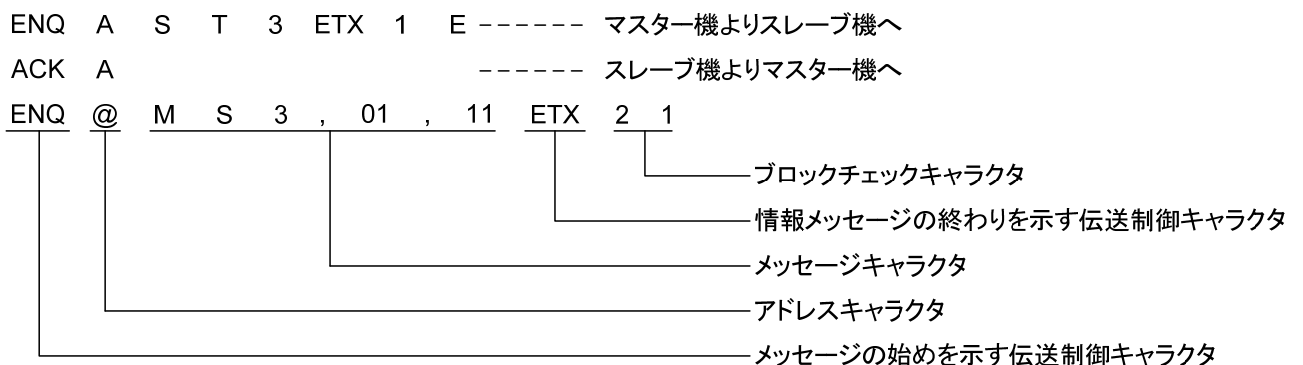 ENQ A S T 3 ETX 1 E ------ マスター機よりスレーブ機へ
ACK A ------ スレーブ機よりマスター機へ
ENQ @ M S 3 , 01 , 11 ETX 2 1
ブロックチェックキャラクタ
情報メッセージの終わりを示す伝送制御キャラクタ
メッセージキャラクタ
アドレスキャラクタ
メッセージの始めを示す伝送制御キャラクタ